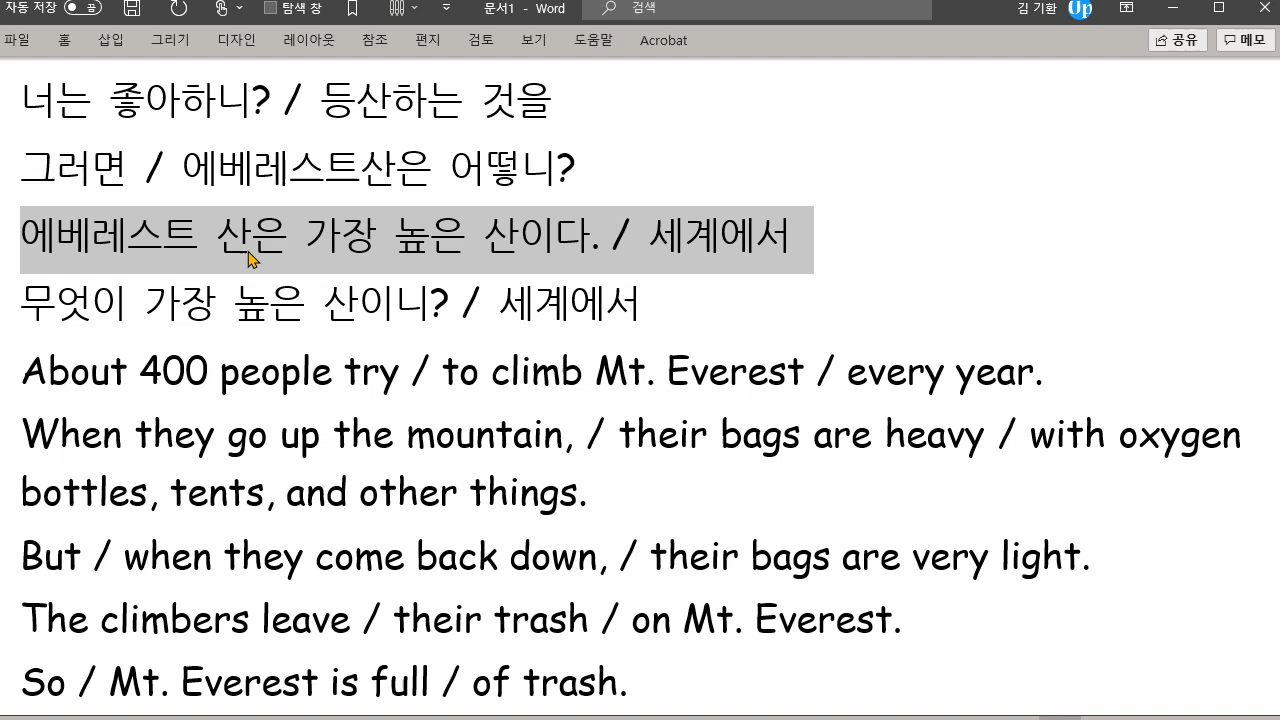 자동 저장 끔 탐색 창 문서1 - Word 검색 김 기환 Up
파일 홈 삽입 그리기 디자인 레이아웃 참조 편지 검토 보기 도움말 Acrobat 공유 메모
너는 좋아하니? / 등산하는 것을
그러면 / 에베레스트산은 어떻니?
에베레스트 산은 가장 높은 산이다. / 세계에서
무엇이 가장 높은 산이니? / 세계에서
About 400 people try / to climb Mt. Everest / every year.
When they go up the mountain, / their bags are heavy / with oxygen
bottles, tents, and other things.
But / when they come back down, / their bags are very light.
The climbers leave / their trash / on Mt. Everest.
So / Mt. Everest is full / of trash.